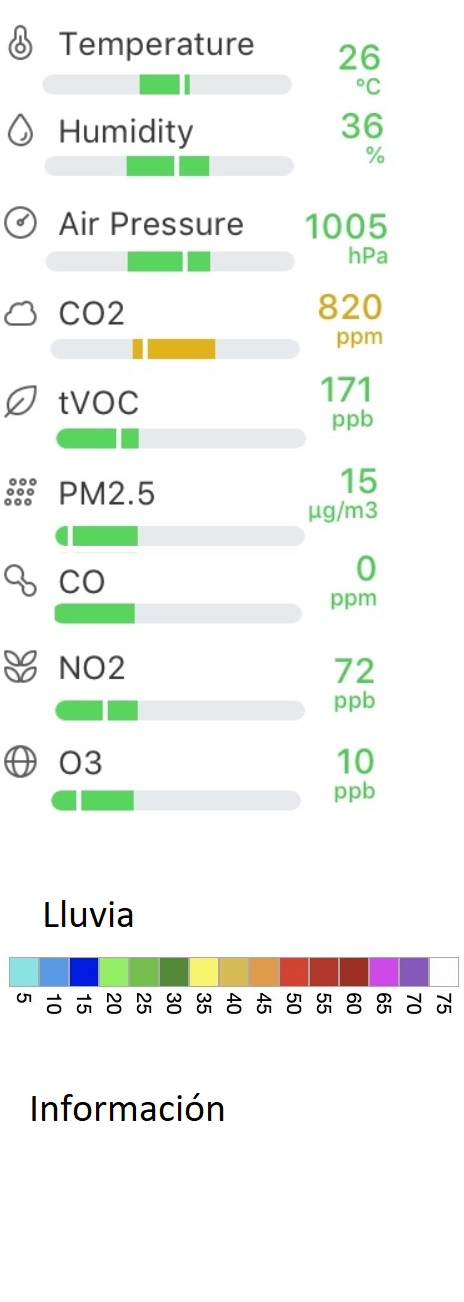 Temperature
26
°C
Humidity
36
%
Air Pressure
1005
hPa
CO2
820
ppm
tVOC
171
ppb
PM2.5
15
µg/m3
CO
0
ppm
NO2
72
ppb
O3
10
ppb
Lluvia
5 10 15 20 25 30 35 40 45 50 55 60 65 70 75
Información